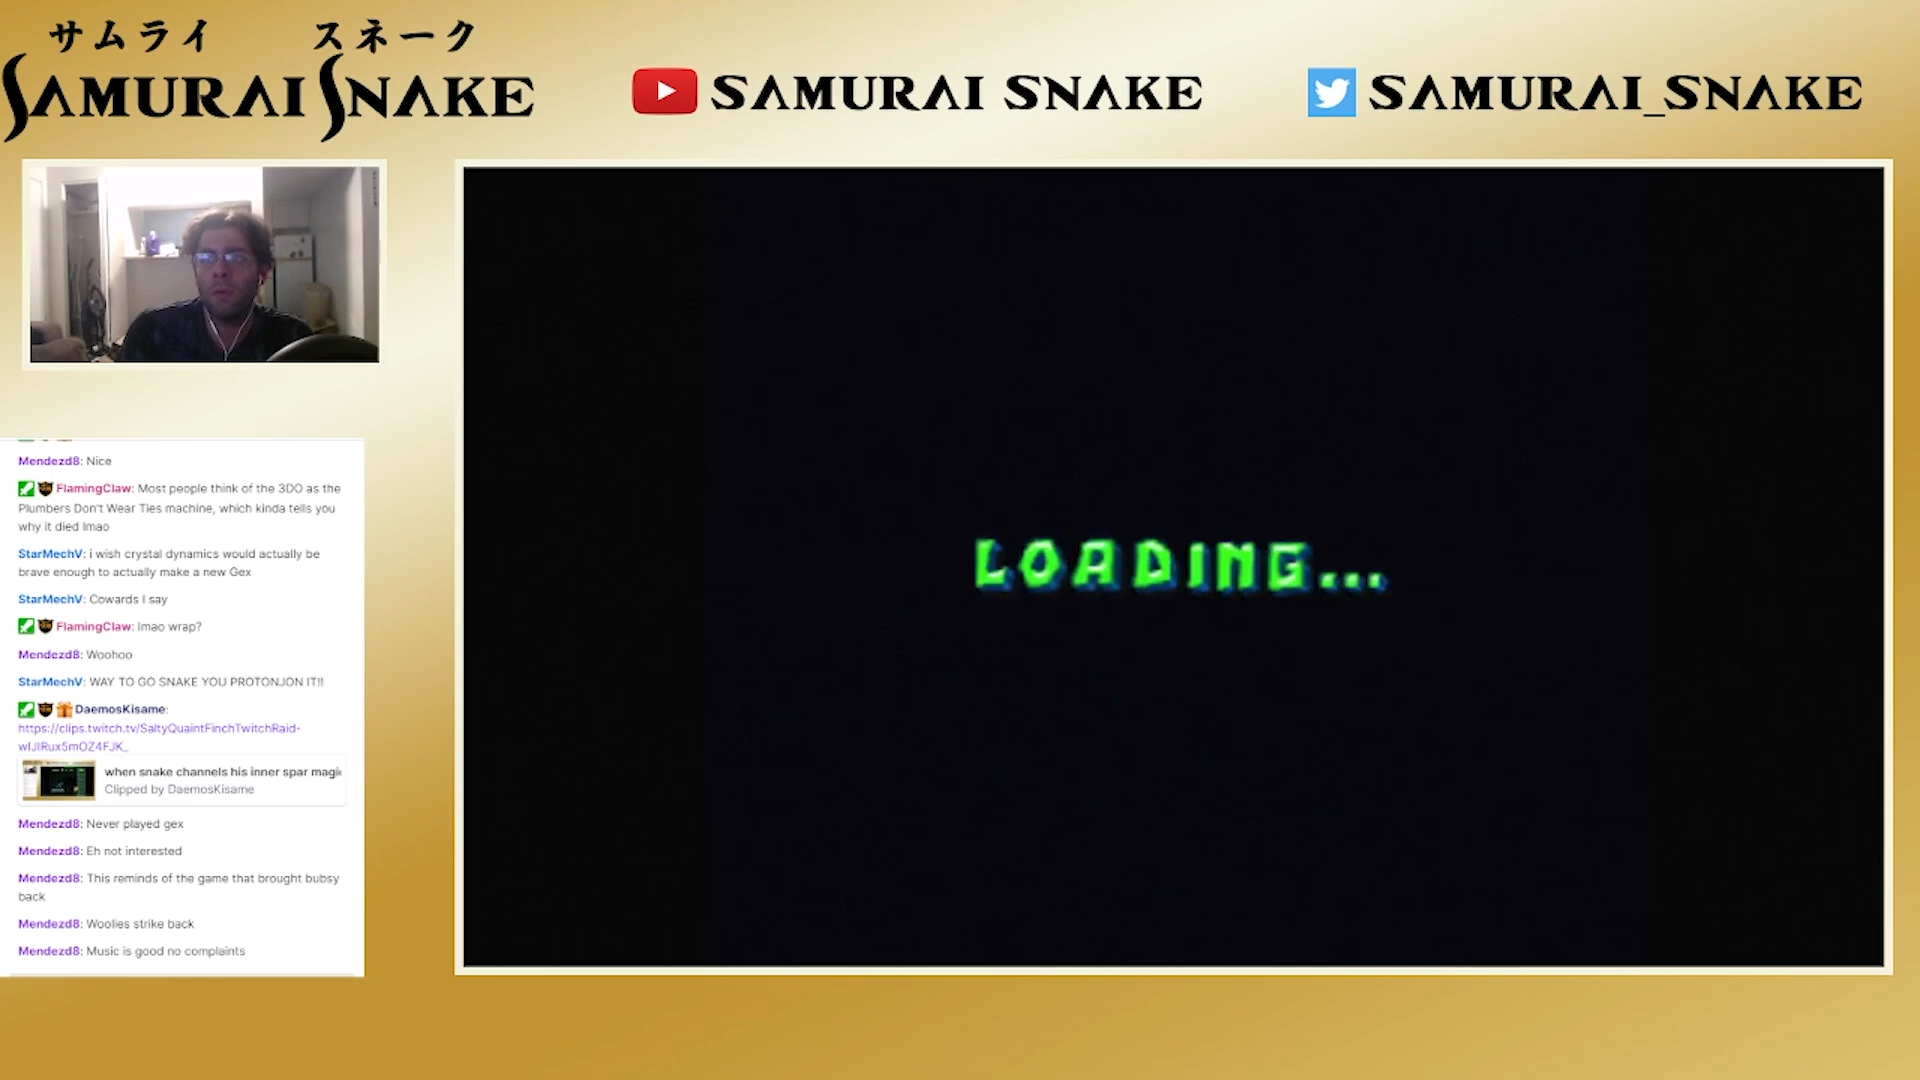 サムライ スネーク
SAMURAI SNAKE
SAMURAI SNAKE
SAMURAI_SNAKE
Mendezd8: Nice
FlamingClaw: Most people think of the 3DO as the
Plumbers Don't Wear Ties machine, which kinda tells you
why it died lmao
StarMechV: i wish crystal dynamics would actually be
brave enough to actually make a new Gex
StarMechV: Cowards I say
FlamingClaw: lmao wrap?
Mendezd8: Woohoo
StarMechV: WAY TO GO SNAKE YOU PROTONJON IT!!
DaemosKisame:
https://clips.twitch.tv/SaltyQuaintFinchTwitchRaid-
wIJIRux5mOZ4FJK_
when snake channels his inner spar magi
Clipped by DaemosKisame
Mendezd8: Never played gex
Mendezd8: Eh not interested
Mendezd8: This reminds of the game that brought bubsy
back
Mendezd8: Woolies strike back
Mendezd8: Music is good no complaints
LOADING...